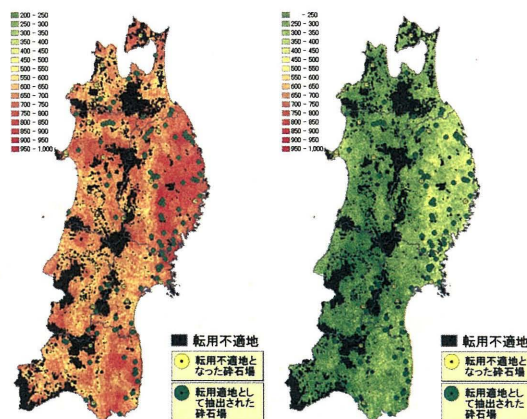 200 - 250
250 - 300
300 - 350
350 - 400
400 - 450
450 - 500
500 - 550
550 - 600
600 - 650
650 - 700
700 - 750
750 - 800
800 - 850
850 - 900
900 - 950
950 - 1,000
転用不適地
転用不適地と
なった砕石場
転用適地とし
て抽出された
砕石場
- 250
250 - 300
300 - 350
350 - 400
400 - 450
450 - 500
500 - 550
550 - 600
600 - 650
650 - 700
700 - 750
750 - 800
800 - 850
850 - 900
900 - 950
950 - 1,000
転用不適地
転用不適地と
なった砕石場
転用適地とし
て抽出された
砕石場